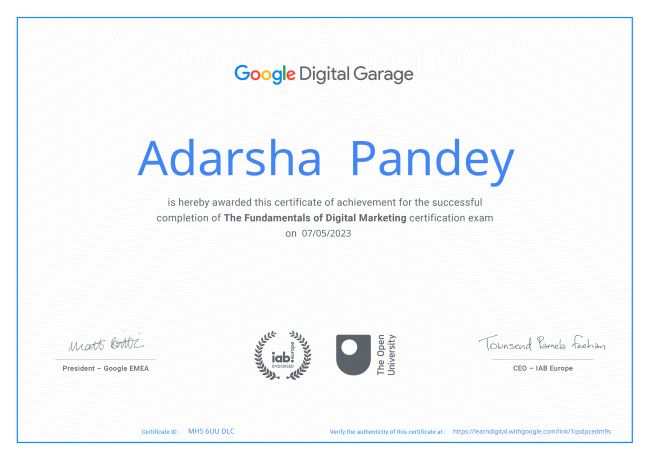 Google Digital Garage
Adarsha Pandey
is hereby awarded this certificate of achievement for the successful
completion of The Fundamentals of Digital Marketing certification exam
on 07/05/2023
Matt Brittin
Townsend Pamela Feehan
President – Google EMEA
iab.
europe
ENDORSED
The Open
University
CEO – IAB Europe
Certificate ID: MH5 6UU DLC
Verify the authenticity of this certificate at: https://learndigital.withgoogle.com/link/1qsdpcedm9s